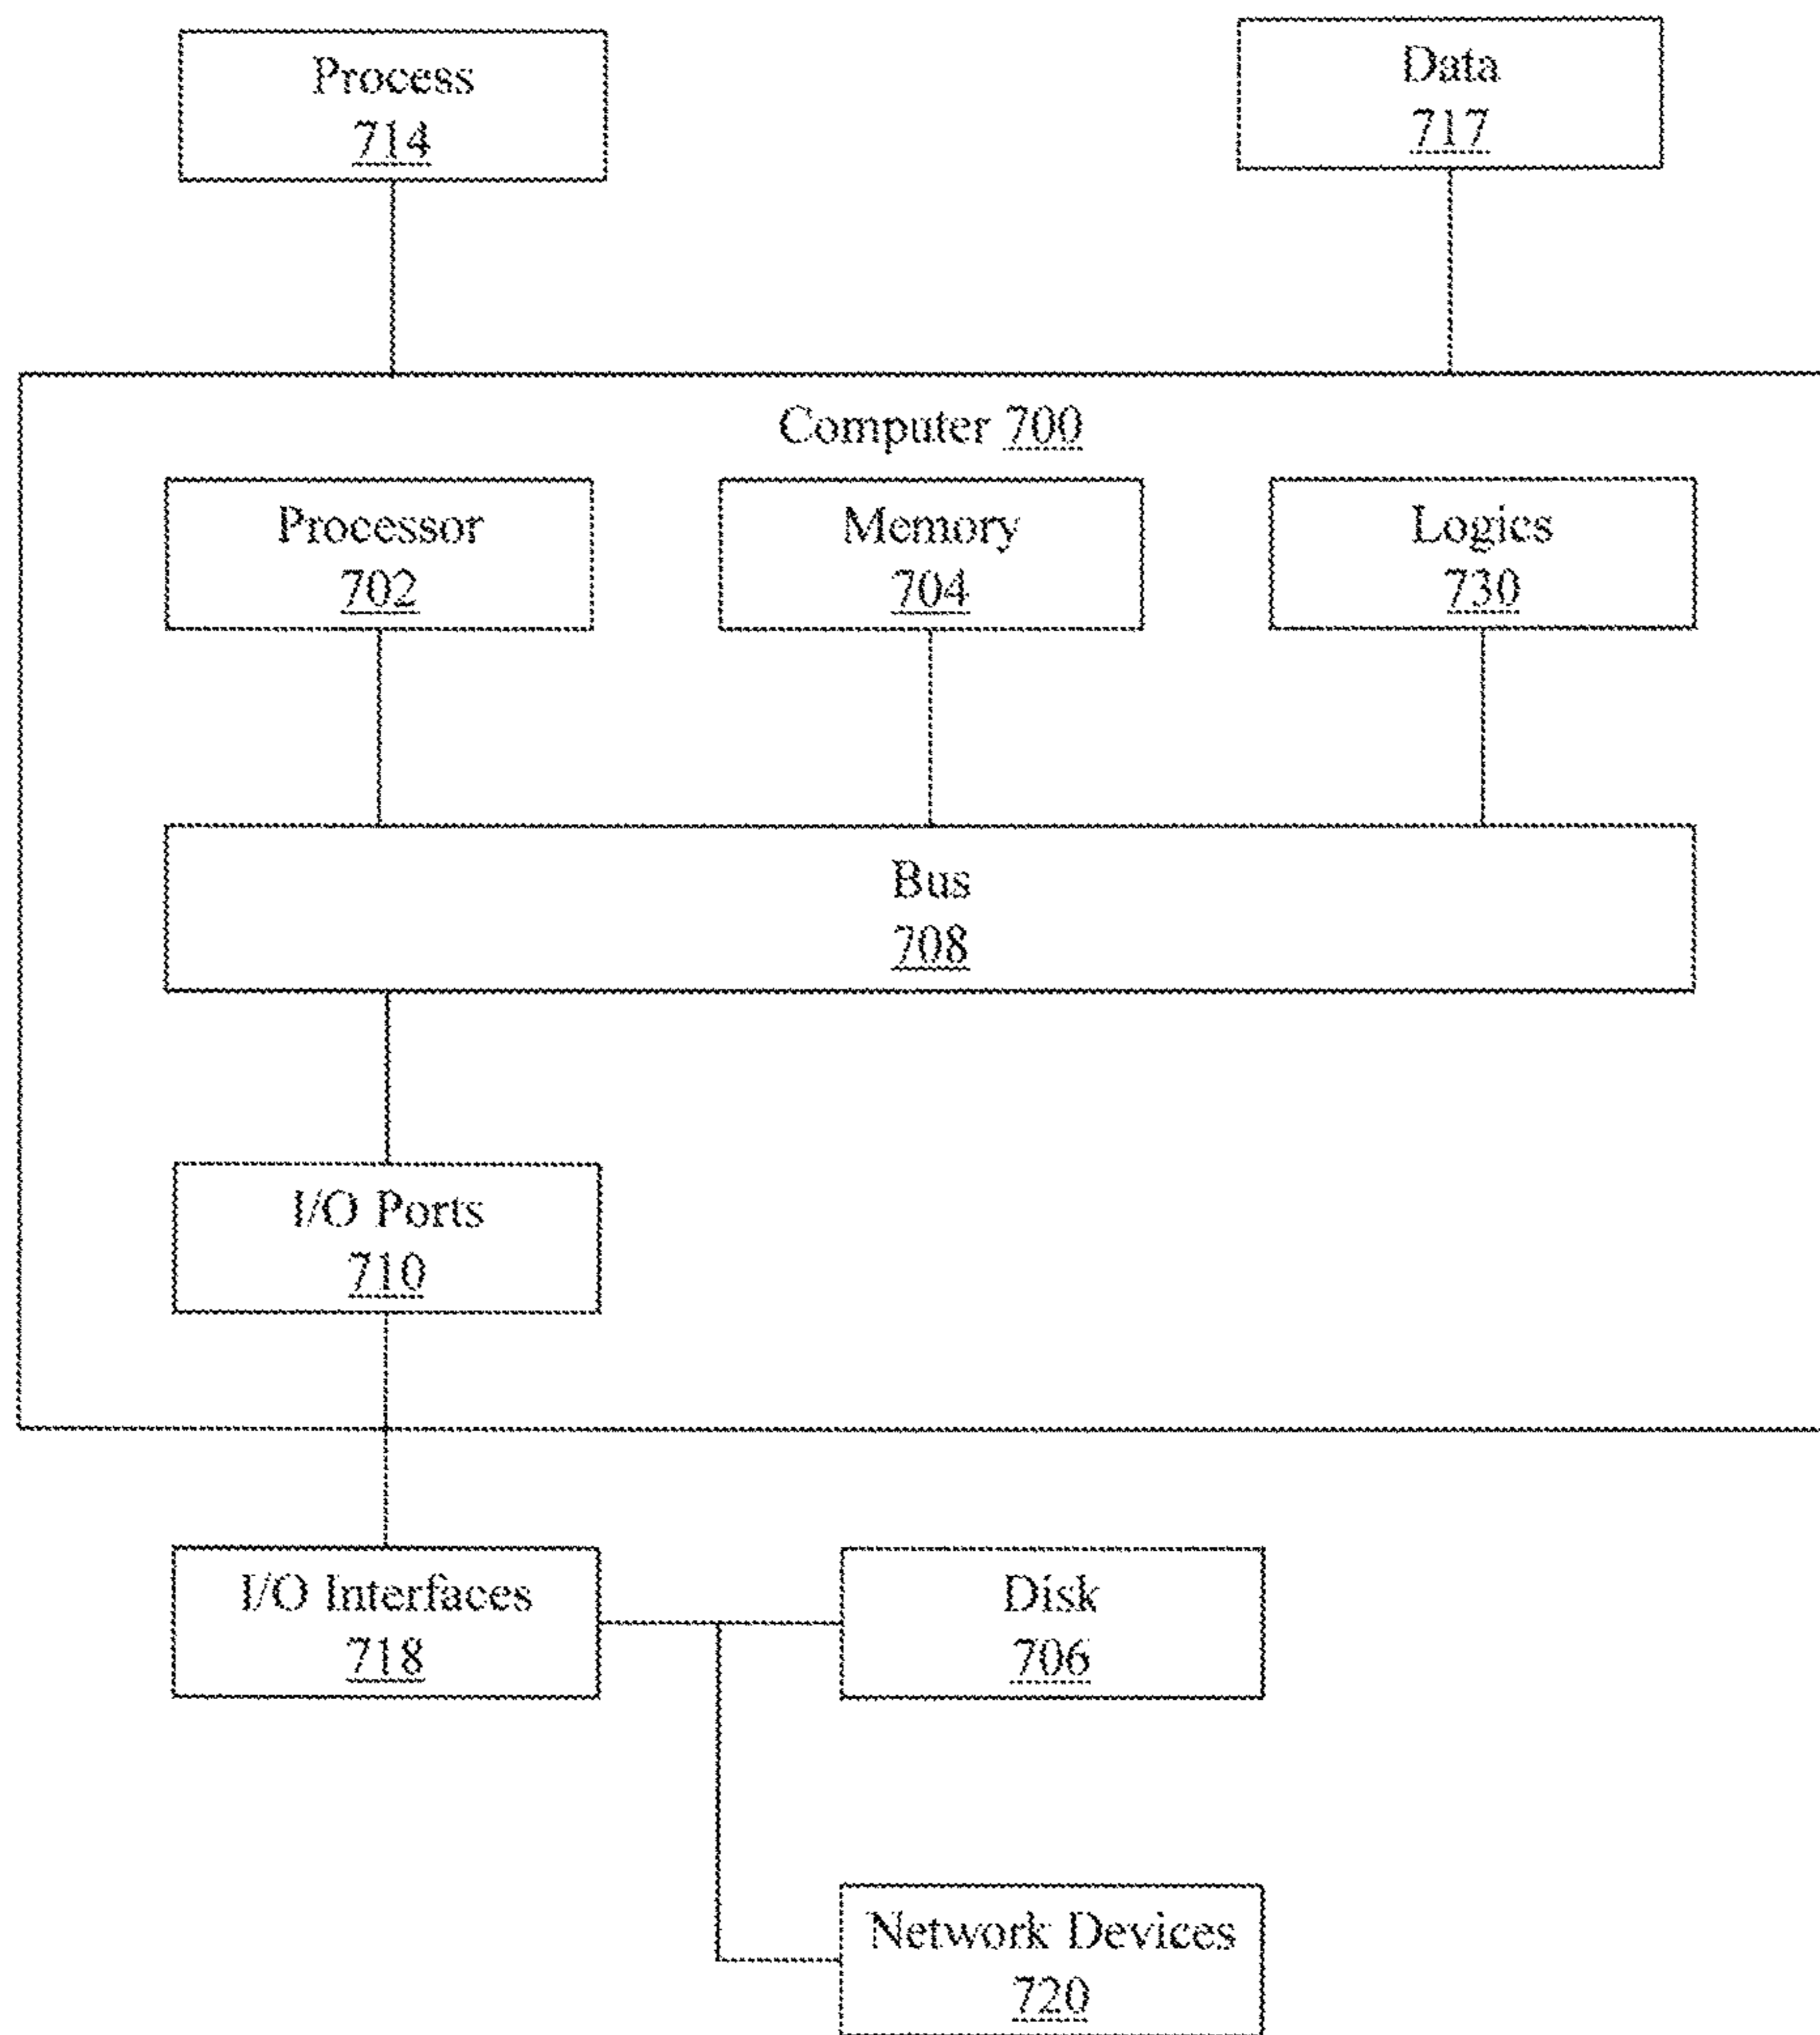 Process
714
Data
717
Computer 700
Processor
702
Memory
704
Logics
730
Bus
708
I/O Ports
710
I/O Interfaces
718
Disk
706
Network Devices
720